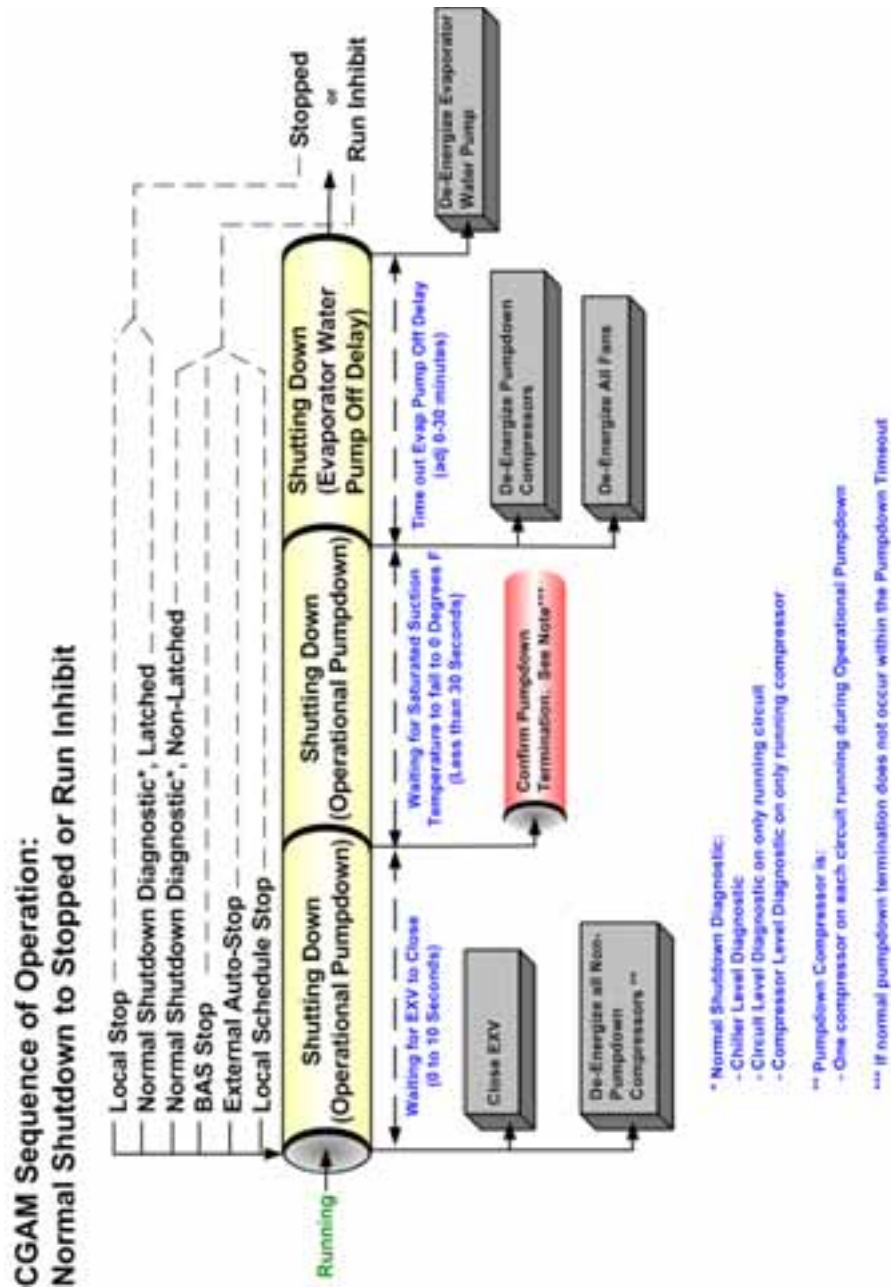 CGAM Sequence of Operation:
Normal Shutdown to Stopped or Run Inhibit
Local Stop
Normal Shutdown Diagnostic*, Latched
Normal Shutdown Diagnostic*, Non-Latched
BAS Stop
External Auto-Stop
Local Schedule Stop
Stopped
or
Run Inhibit
Running
Shutting Down
(Operational Pumpdown)
Shutting Down
(Operational Pumpdown)
Shutting Down
(Evaporator Water
Pump Off Delay)
Waiting for EXV to Close
(0 to 10 Seconds)
Waiting for Saturated Suction
Temperature to fall to 0 Degrees F
(Less than 30 Seconds)
Time out Evap Pump Off Delay
(adj 0-30 minutes)
Close EXV
De-Energize all Non-
Pumpdown
Compressors **
Confirm Pumpdown
Termination. See Note***
De-Energize Pumpdown
Compressors
De-Energize All Fans
De-Energize Evaporator
Water Pump
* Normal Shutdown Diagnostic:
- Chiller Level Diagnostic
- Circuit Level Diagnostic on only running circuit
- Compressor Level Diagnostic on only running compressor
** Pumpdown Compressor is:
- One compressor on each circuit running during Operational Pumpdown
*** If normal pumpdown termination does not occur within the Pumpdown Timeout